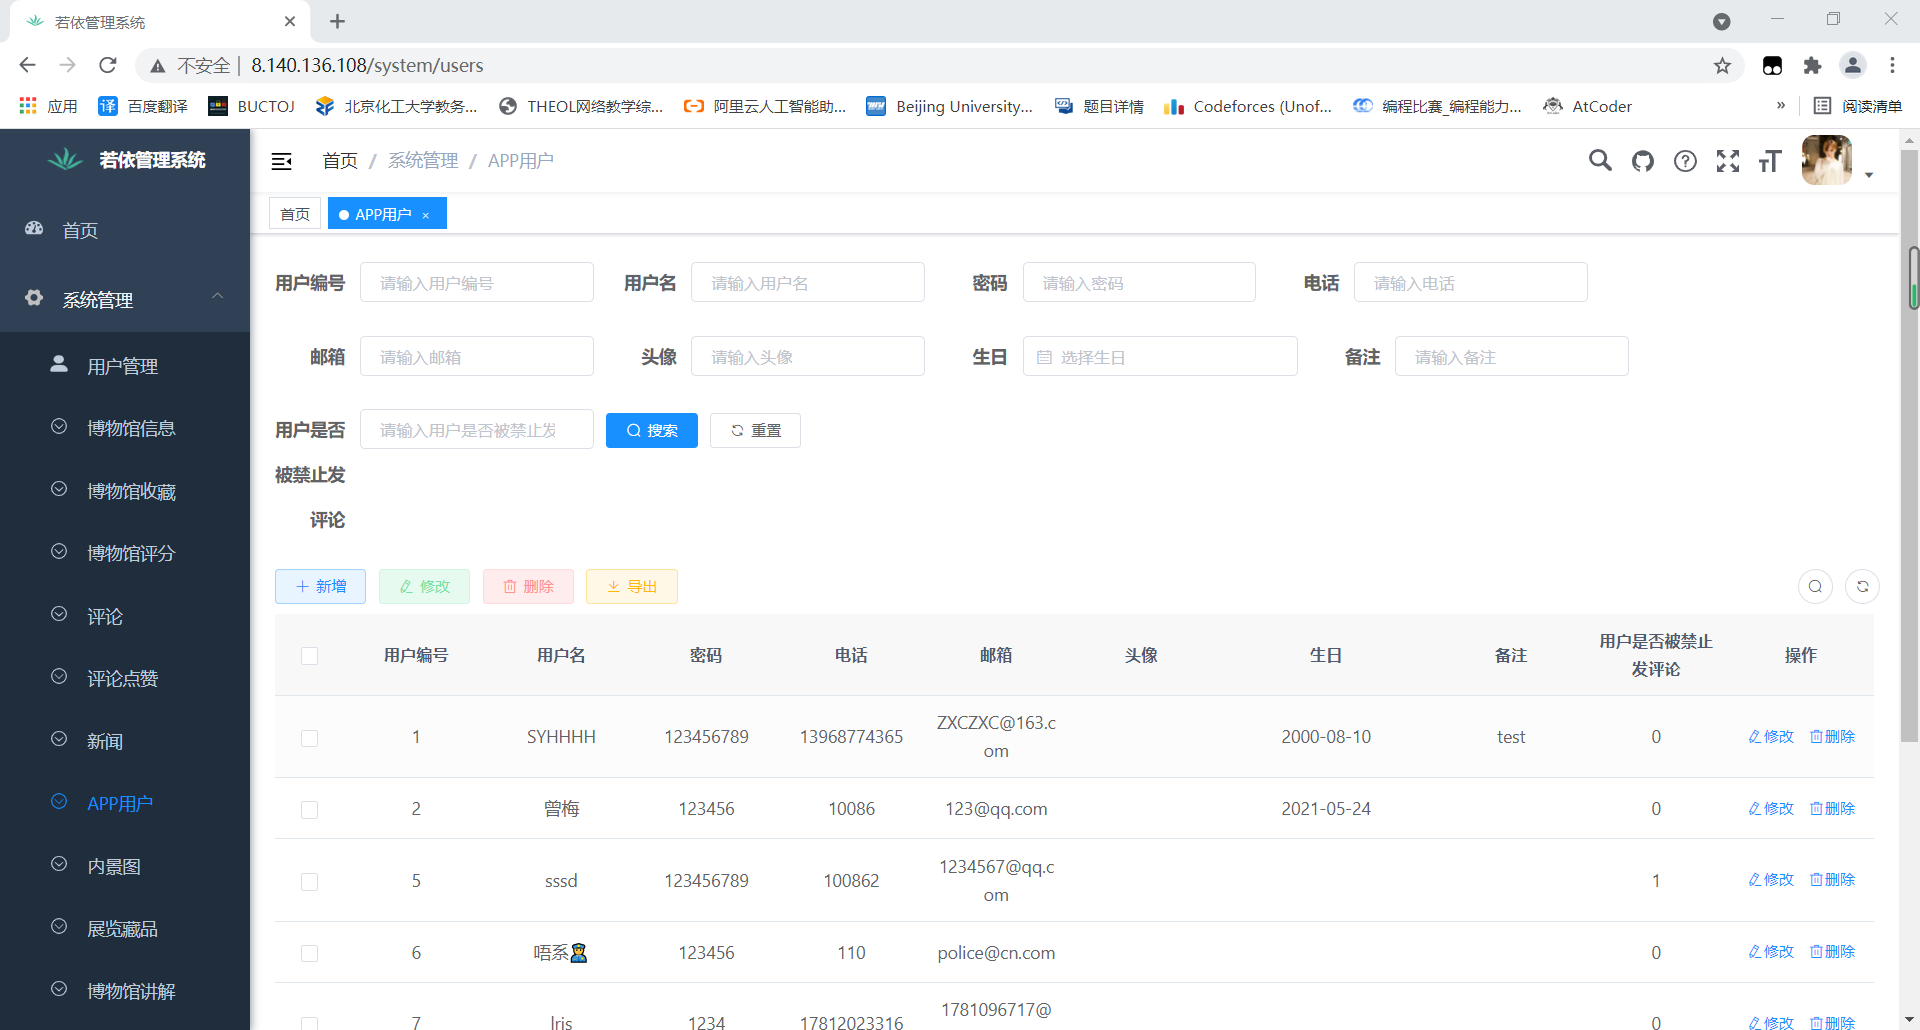 若依管理系统
不安全 8.140.136.108/system/users
应用 百度翻译 BUCTOJ 北京化工大学教务... THEOL网络教学综... 阿里云人工智能助... Beijing University... 题目详情 Codeforces (Unof... 编程比赛_编程能力... AtCoder » 阅读清单
若依管理系统
首页
系统管理
用户管理
博物馆信息
博物馆收藏
博物馆评分
评论
评论点赞
新闻
APP用户
内景图
展览藏品
博物馆讲解
首页 / 系统管理 / APP用户
首页 APP用户 ×
用户编号 请输入用户编号 用户名 请输入用户名 密码 请输入密码 电话 请输入电话
邮箱 请输入邮箱 头像 请输入头像 生日 选择生日 备注 请输入备注
用户是否 请输入用户是否被禁止发 搜索 重置
被禁止发
评论
新增 修改 删除 导出
用户编号 用户名 密码 电话 邮箱 头像 生日 备注 用户是否被禁止 操作
发评论
1 SYHHHH 123456789 13968774365 ZXCZXC@163.c 2000-08-10 test 0 修改 删除
om
2 曾梅 123456 10086 123@qq.com 2021-05-24 0 修改 删除
5 sssd 123456789 100862 1234567@qq.c 1 修改 删除
om
6 唔系👮 123456 110 police@cn.com 0 修改 删除
7 lris 1234 17812023316 1781096717@ 0 修改 删除